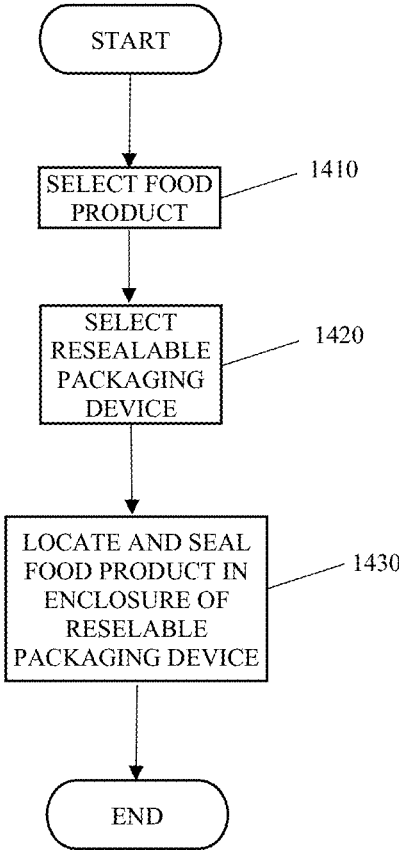 START
SELECT FOOD
PRODUCT
1410
SELECT
RESEALABLE
PACKAGING
DEVICE
1420
LOCATE AND SEAL
FOOD PRODUCT IN
ENCLOSURE OF
RESELABLE
PACKAGING DEVICE
1430
END